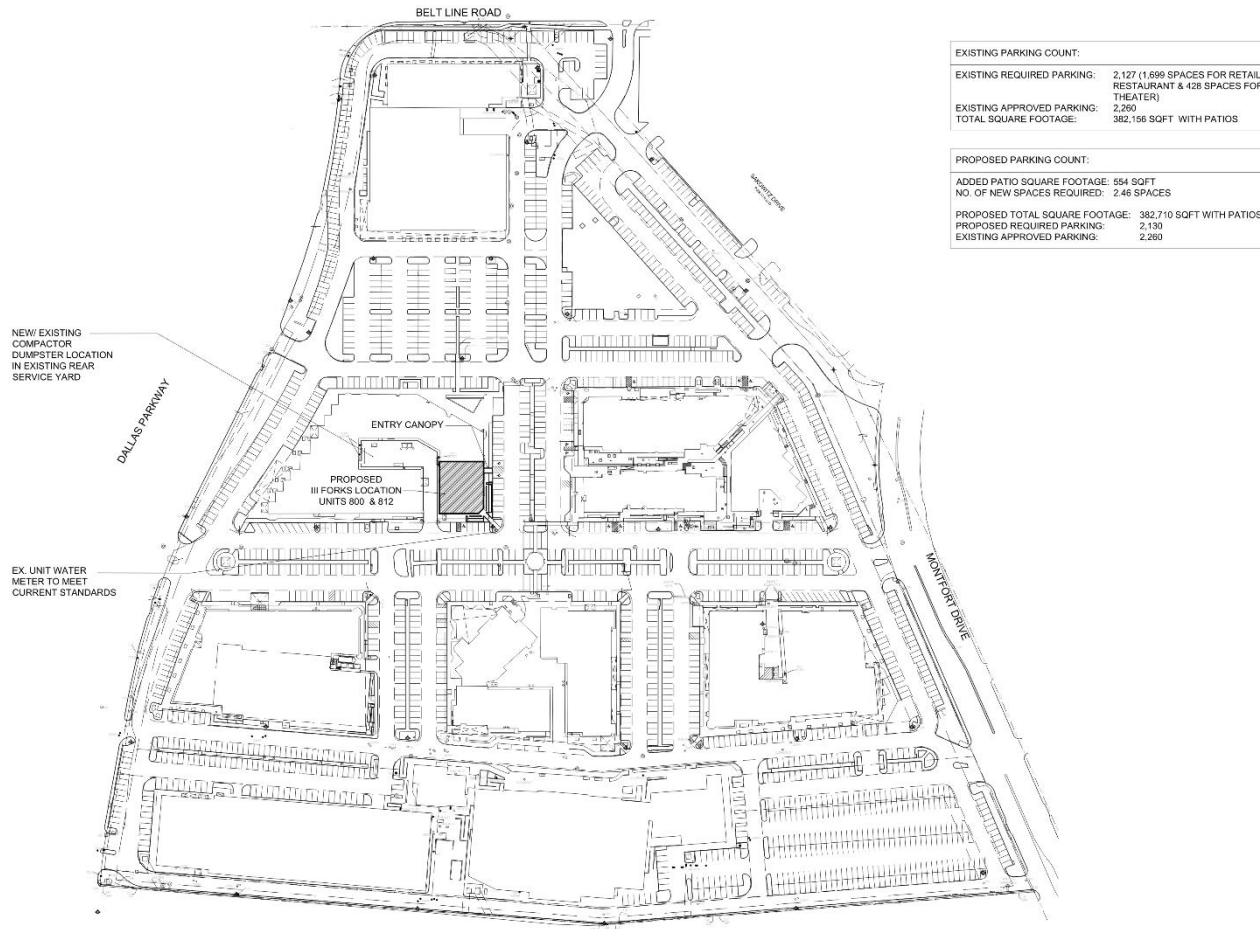 BELT LINE ROAD
EXISTING PARKING COUNT:
EXISTING REQUIRED PARKING: 2,127 (1,699 SPACES FOR RETAIL
RESTAURANT & 428 SPACES FOR
THEATER)
EXISTING APPROVED PARKING: 2,260
TOTAL SQUARE FOOTAGE: 382,156 SQFT WITH PATIOS
PROPOSED PARKING COUNT:
ADDED PATIO SQUARE FOOTAGE: 554 SQFT
NO. OF NEW SPACES REQUIRED: 2.46 SPACES
PROPOSED TOTAL SQUARE FOOTAGE: 382,710 SQFT WITH PATIOS
PROPOSED REQUIRED PARKING: 2,130
EXISTING APPROVED PARKING: 2,260
NEW/ EXISTING
COMPACTOR
DUMPSTER LOCATION
IN EXISTING REAR
SERVICE YARD
DALLAS PARKWAY
ENTRY CANOPY
PROPOSED
III FORKS LOCATION
UNITS 800 & 812
EX. UNIT WATER
METER TO MEET
CURRENT STANDARDS
MONTFORT DRIVE